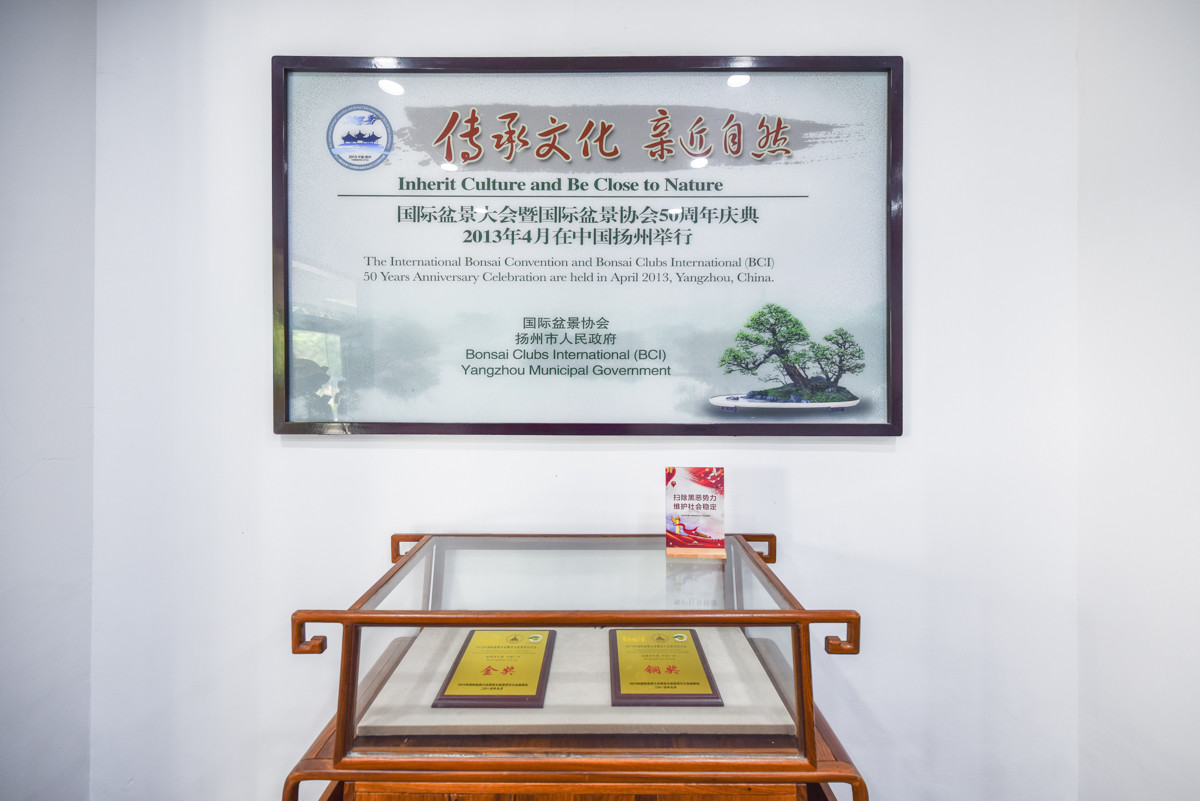 传承文化 亲近自然
Inherit Culture and Be Close to Nature
国际盆景大会暨国际盆景协会50周年庆典
2013年4月在中国扬州举行
The International Bonsai Convention and Bonsai Clubs International (BCI)
50 Years Anniversary Celebration are held in April 2013, Yangzhou, China.
国际盆景协会
扬州市人民政府
Bonsai Clubs International (BCI)
Yangzhou Municipal Government
扫除黑恶势力
维护社会稳定
金奖
铜奖